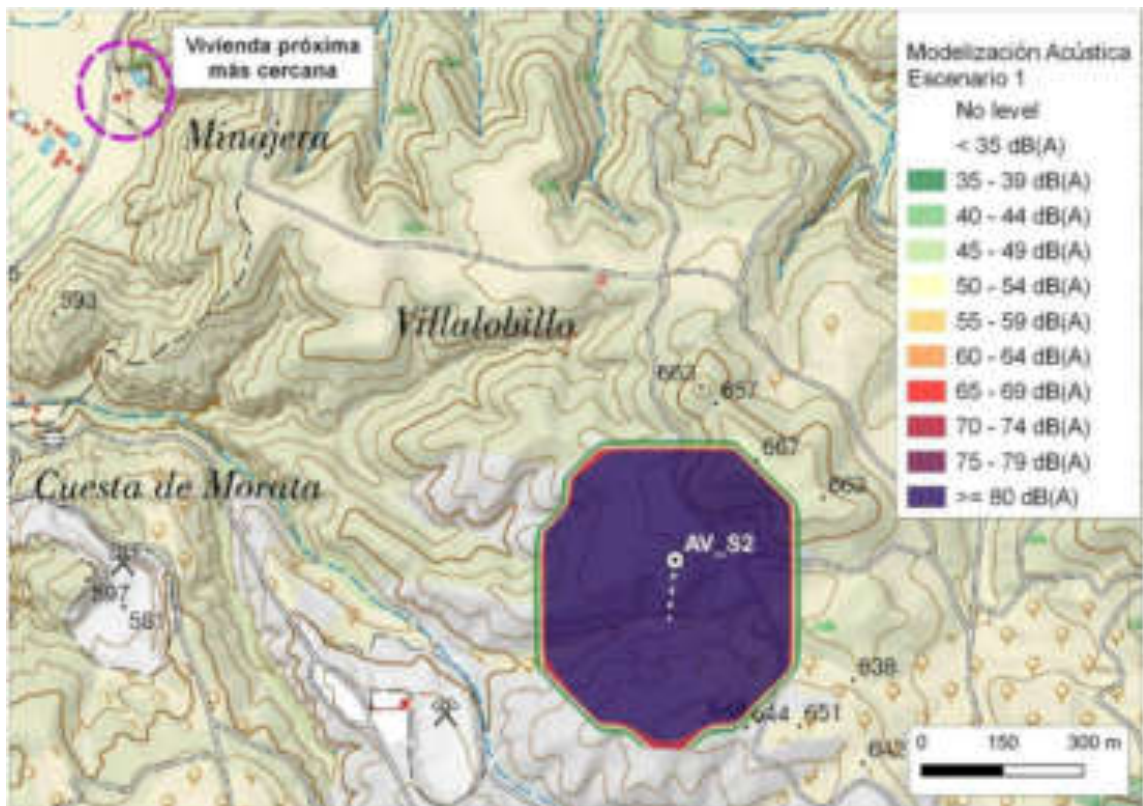 Vivienda próxima
más cercana
Minajera
Villalobillo
Cuesta de Morata
593
662
657
667
663
AV_S2
597
581
638
644
651
642
Modelización Acústica
Escenario 1
No level
< 35 dB(A)
35 - 39 dB(A)
40 - 44 dB(A)
45 - 49 dB(A)
50 - 54 dB(A)
55 - 59 dB(A)
60 - 64 dB(A)
65 - 69 dB(A)
70 - 74 dB(A)
75 - 79 dB(A)
>= 80 dB(A)
0 150 300 m